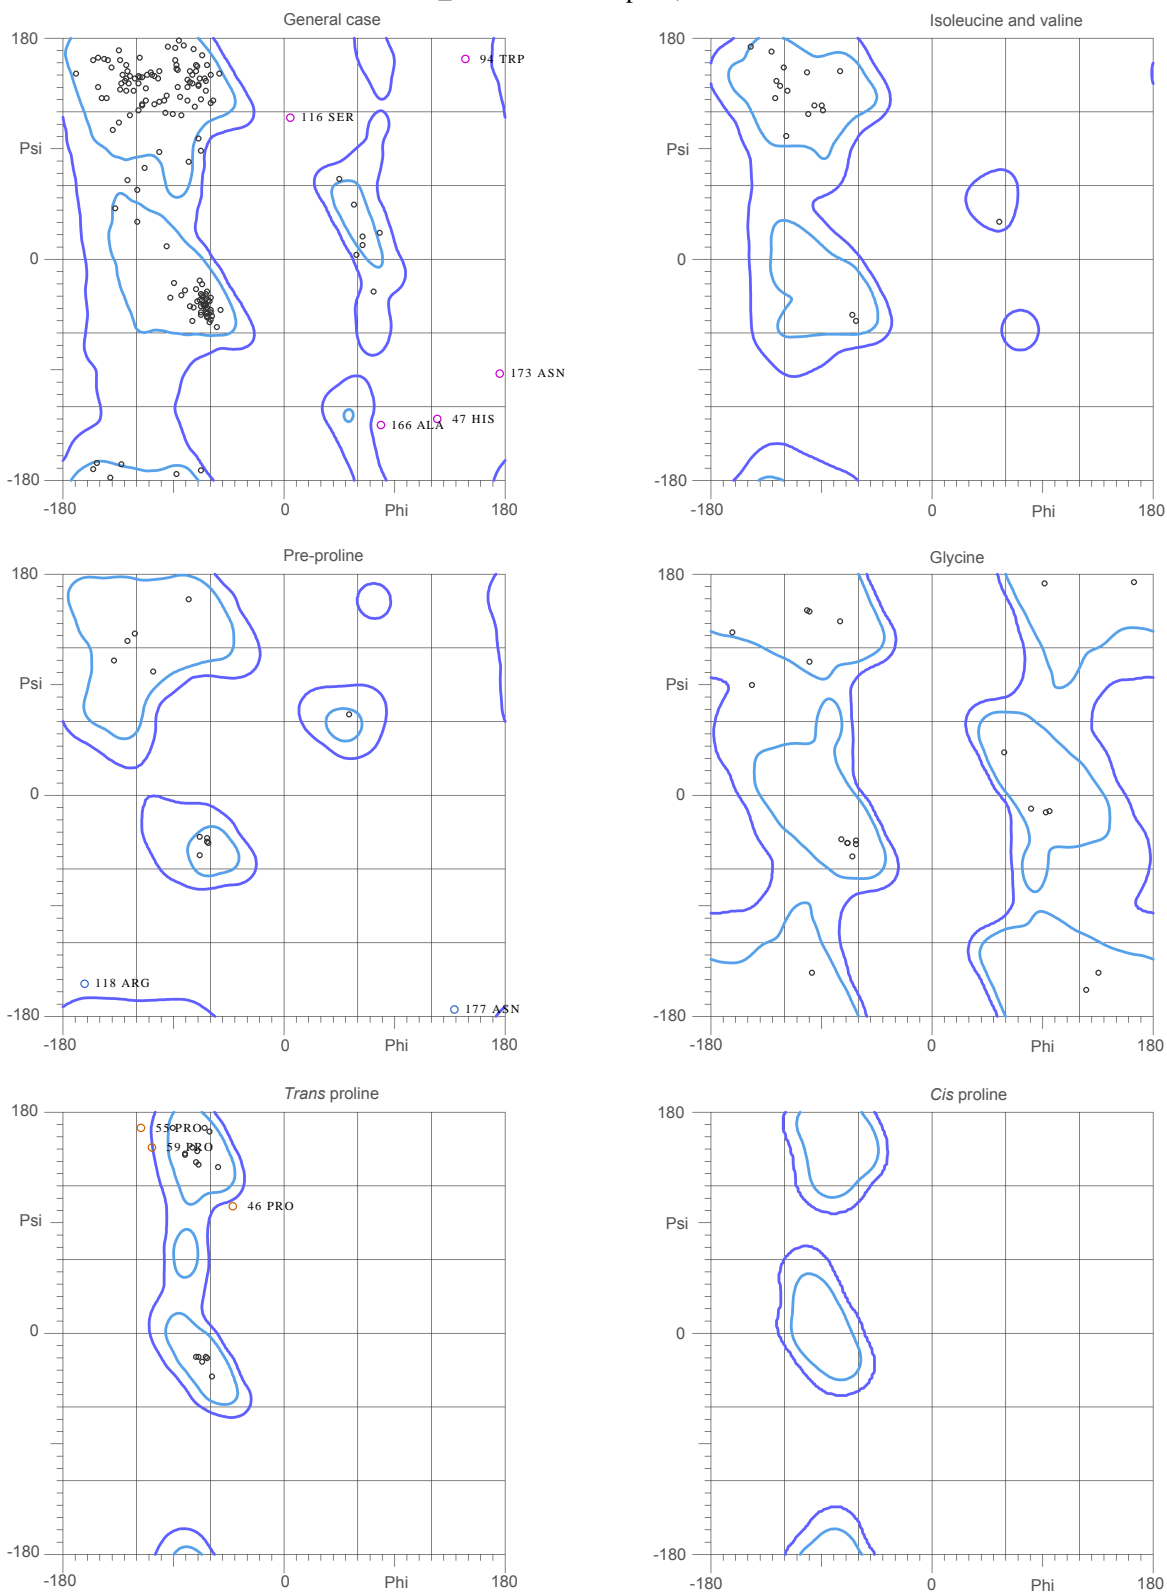 General case
180
Psi
0
-180
-180
0
Phi
180
94 TRP
116 SER
173 ASN
47 HIS
166 ALA
Isoleucine and valine
180
Psi
0
-180
-180
0
Phi
180
Pre-proline
180
Psi
0
-180
-180
0
Phi
180
118 ARG
177 ASN
Glycine
180
Psi
0
-180
-180
0
Phi
180
Trans proline
180
Psi
0
-180
-180
0
Phi
180
55 PRO
59 PRO
46 PRO
Cis proline
180
Psi
0
-180
-180
0
Phi
180